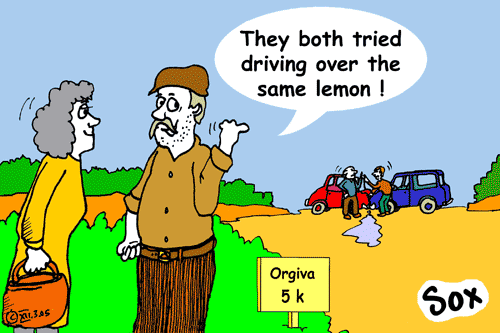 They both tried
driving over the
same lemon !
Orgiva
5 k
Sox